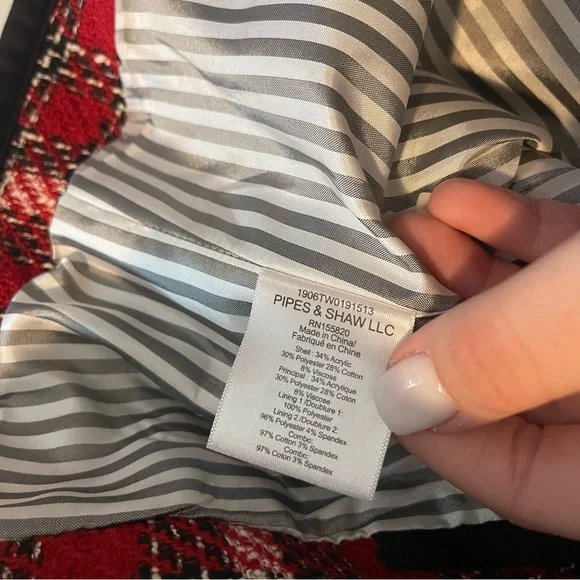 1906TW0191513
PIPES & SHAW LLC
RN155820
Made in China/
Fabriqué en Chine
Shell : 34% Acrylic
30% Polyester 28% Cotton
8% Viscose
Principal : 34% Acrylique
30% Polyester 28% Coton
8% Viscose
Lining 1 /Doublure 1:
100% Polyester
Lining 2 /Doublure 2:
96% Polyester 4% Spandex
Combo:
97% Cotton 3% Spandex
Combo:
97% Coton 3% Spandex